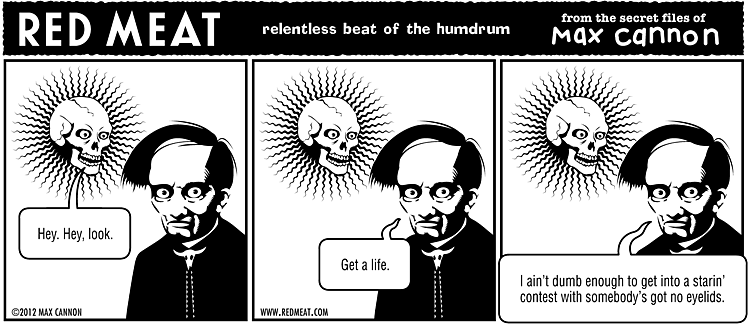 RED MEAT
relentless beat of the humdrum
from the secret files of
Max Cannon
Hey. Hey, look.
©2012 MAX CANNON
Get a life.
WWW.REDMEAT.COM
I ain't dumb enough to get into a starin'
contest with somebody's got no eyelids.